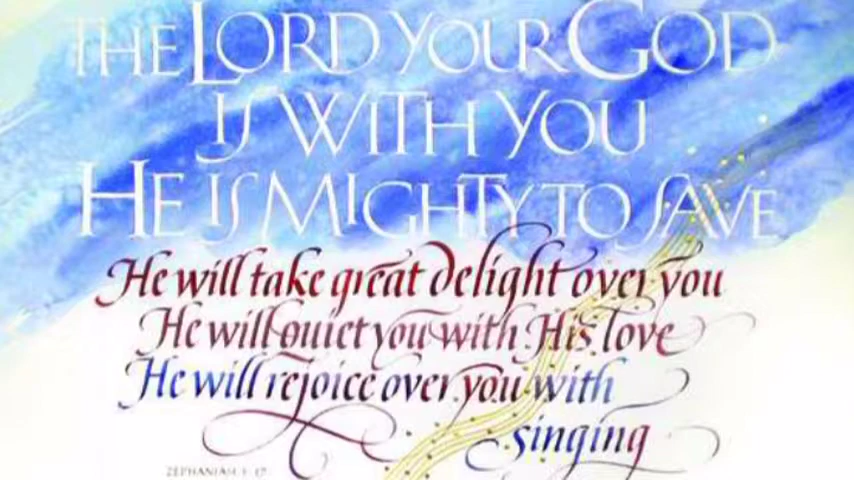 THE LORD YOUR GOD
IS WITH YOU
HE IS MIGHTY TO SAVE
He will take great delight over you
He will quiet you with His love
He will rejoice over you with
singing
ZEPHANIAH 3 17